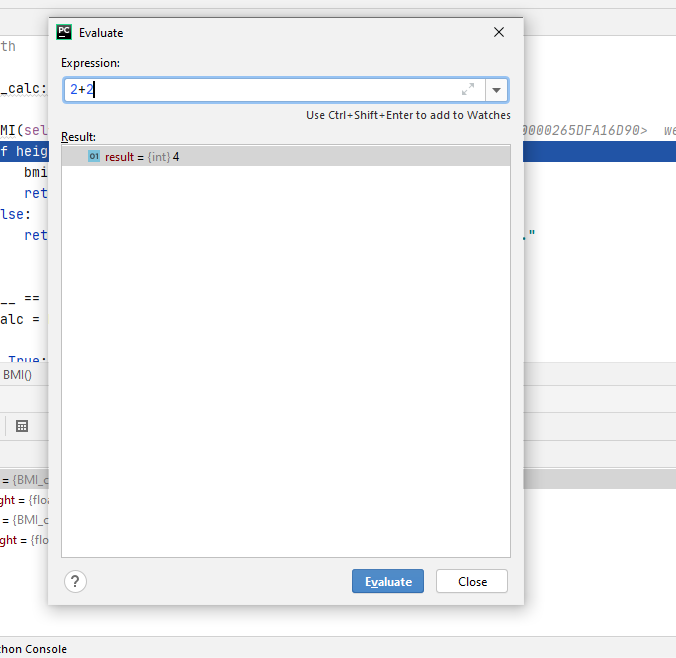 PC Evaluate
Expression:
2+2
Use Ctrl+Shift+Enter to add to Watches
Result:
01 result = {int} 4
th
_calc:
MI(sel 0000265DFA16D90> we
f heig
bmi
ret
lse:
ret ."
__ ==
alc =
True:
BMI()
= {BMI_c
ght = {floa
= {BMI_c
ght = {flo
? Evaluate Close
thon Console